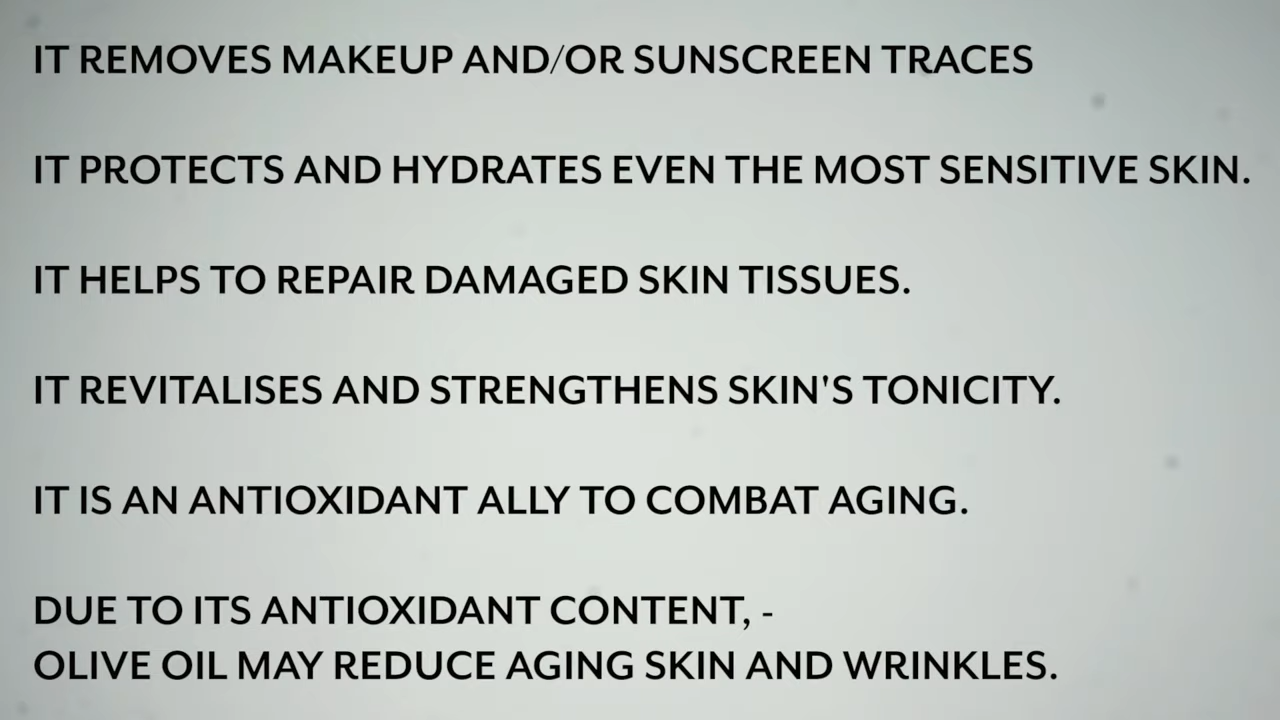 IT REMOVES MAKEUP AND/OR SUNSCREEN TRACES
IT PROTECTS AND HYDRATES EVEN THE MOST SENSITIVE SKIN.
IT HELPS TO REPAIR DAMAGED SKIN TISSUES.
IT REVITALISES AND STRENGTHENS SKIN'S TONICITY.
IT IS AN ANTIOXIDANT ALLY TO COMBAT AGING.
DUE TO ITS ANTIOXIDANT CONTENT, -
OLIVE OIL MAY REDUCE AGING SKIN AND WRINKLES.